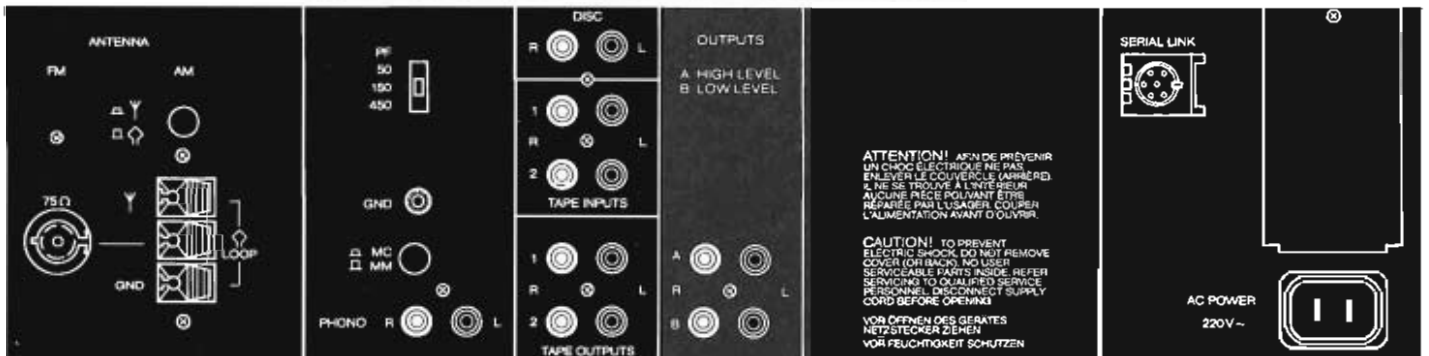 ANTENNA
FM AM
75Ω
LOOP
GND
PF
50
150
450
GND
MC
MM
PHONO R L
DISC
R L
1
R L
2
TAPE INPUTS
1
R L
2
TAPE OUTPUTS
OUTPUTS
A HIGH LEVEL
B LOW LEVEL
A
R L
B
ATTENTION! AFIN DE PRÉVENIR
UN CHOC ÉLECTRIQUE NE PAS
ENLEVER LE COUVERCLE (ARRIÈRE).
IL NE SE TROUVE À L'INTÉRIEUR
AUCUNE PIÈCE POUVANT ÊTRE
RÉPARÉE PAR L'USAGER. COUPER
L'ALIMENTATION AVANT D'OUVRIR.
CAUTION! TO PREVENT
ELECTRIC SHOCK, DO NOT REMOVE
COVER (OR BACK). NO USER
SERVICEABLE PARTS INSIDE. REFER
SERVICING TO QUALIFIED SERVICE
PERSONNEL. DISCONNECT SUPPLY
CORD BEFORE OPENING
VOR ÖFFNEN DES GERÄTES
NETZSTECKER ZIEHEN
VOR FEUCHTIGKEIT SCHÜTZEN
SERIAL LINK
AC POWER
220V~